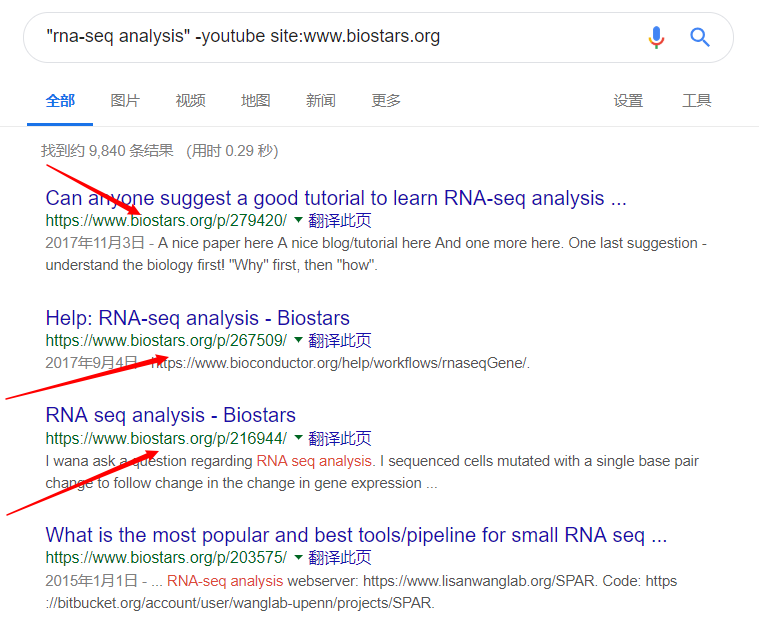 "rna-seq analysis" -youtube site:www.biostars.org
全部 图片 视频 地图 新闻 更多 设置 工具
找到约 9,840 条结果 (用时 0.29 秒)
Can anyone suggest a good tutorial to learn RNA-seq analysis ...
https://www.biostars.org/p/279420/ 翻译此页
2017年11月3日 - A nice paper here A nice blog/tutorial here And one more here. One last suggestion -
understand the biology first! "Why" first, then "how".
Help: RNA-seq analysis - Biostars
https://www.biostars.org/p/267509/ 翻译此页
2017年9月4日 - https://www.bioconductor.org/help/workflows/rnaseqGene/.
RNA seq analysis - Biostars
https://www.biostars.org/p/216944/ 翻译此页
I wana ask a question regarding RNA seq analysis. I sequenced cells mutated with a single base pair
change to follow change in the change in gene expression ...
What is the most popular and best tools/pipeline for small RNA seq ...
https://www.biostars.org/p/203575/ 翻译此页
2015年1月1日 - ... RNA-seq analysis webserver: https://www.lisanwanglab.org/SPAR. Code: https
://bitbucket.org/account/user/wanglab-upenn/projects/SPAR.